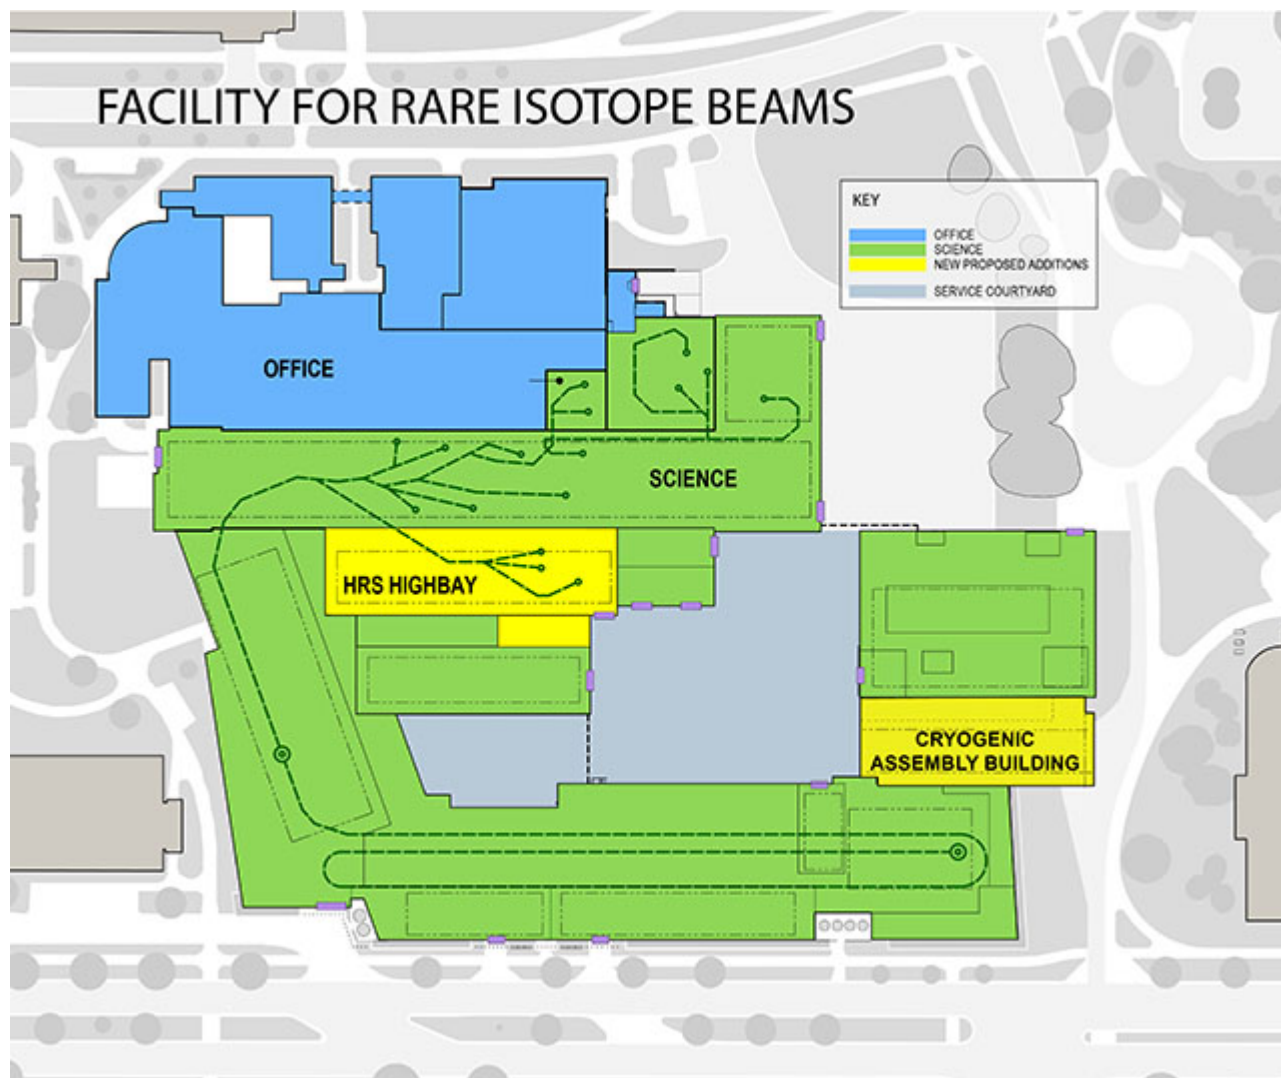 FACILITY FOR RARE ISOTOPE BEAMS
KEY
OFFICE
SCIENCE
NEW PROPOSED ADDITIONS
SERVICE COURTYARD
OFFICE
SCIENCE
HRS HIGHBAY
CRYOGENIC
ASSEMBLY BUILDING